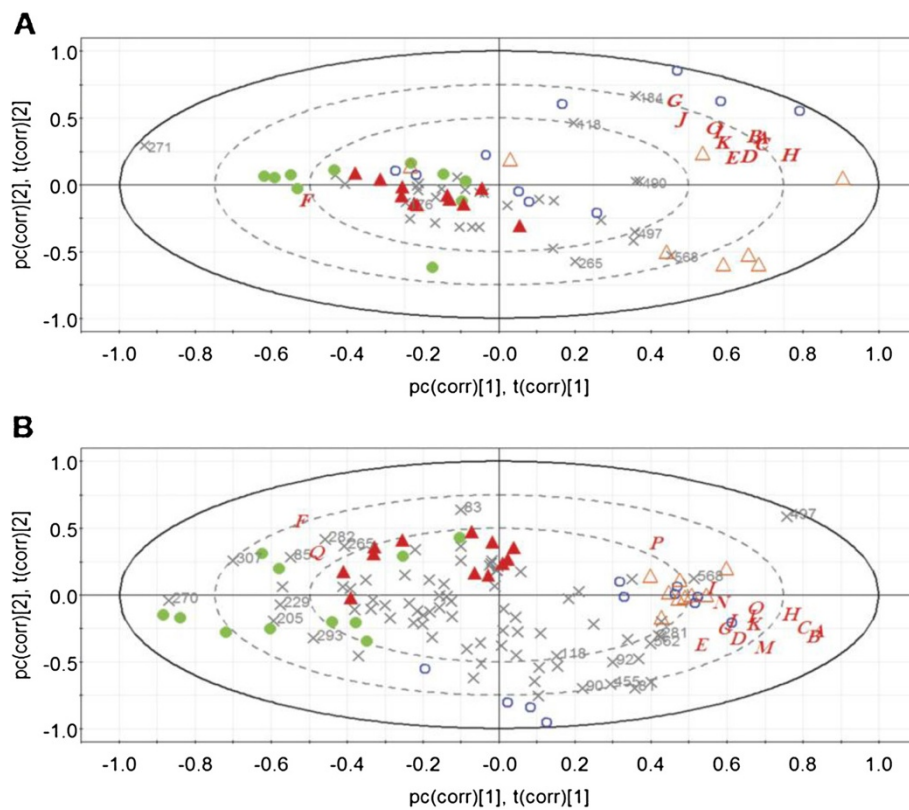 A
pc(corr)[2], t(corr)[2]
1.0
0.5
0.0
-0.5
-1.0
271
184
418
490
497
265
568
F
G
J
K
E
D
H
-1.0 -0.8 -0.6 -0.4 -0.2 -0.0 0.2 0.4 0.6 0.8 1.0
pc(corr)[1], t(corr)[1]
B
pc(corr)[2], t(corr)[2]
1.0
0.5
0.0
-0.5
-1.0
83
497
F
282
265
Q
P
307
85
568
270
229
N
205
H
293
281
K
C
A
118
E
D
M
B
92
90
455
-1.0 -0.8 -0.6 -0.4 -0.2 -0.0 0.2 0.4 0.6 0.8 1.0
pc(corr)[1], t(corr)[1]